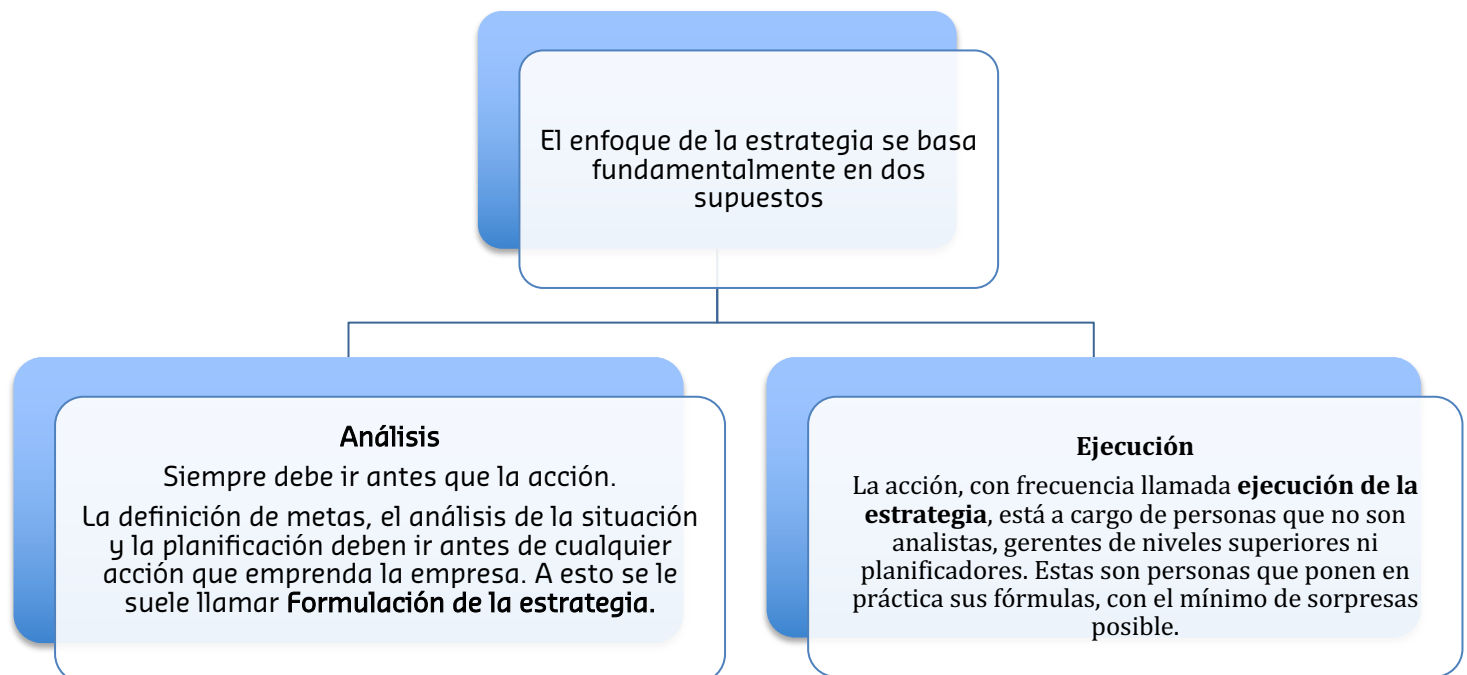 El enfoque de la estrategia se basa
fundamentalmente en dos
supuestos
Análisis
Siempre debe ir antes que la acción.
La definición de metas, el análisis de la situación
y la planificación deben ir antes de cualquier
acción que emprenda la empresa. A esto se le
suele llamar Formulación de la estrategia.
Ejecución
La acción, con frecuencia llamada ejecución de la
estrategia, está a cargo de personas que no son
analistas, gerentes de niveles superiores ni
planificadores. Estas son personas que ponen en
práctica sus fórmulas, con el mínimo de sorpresas
posible.